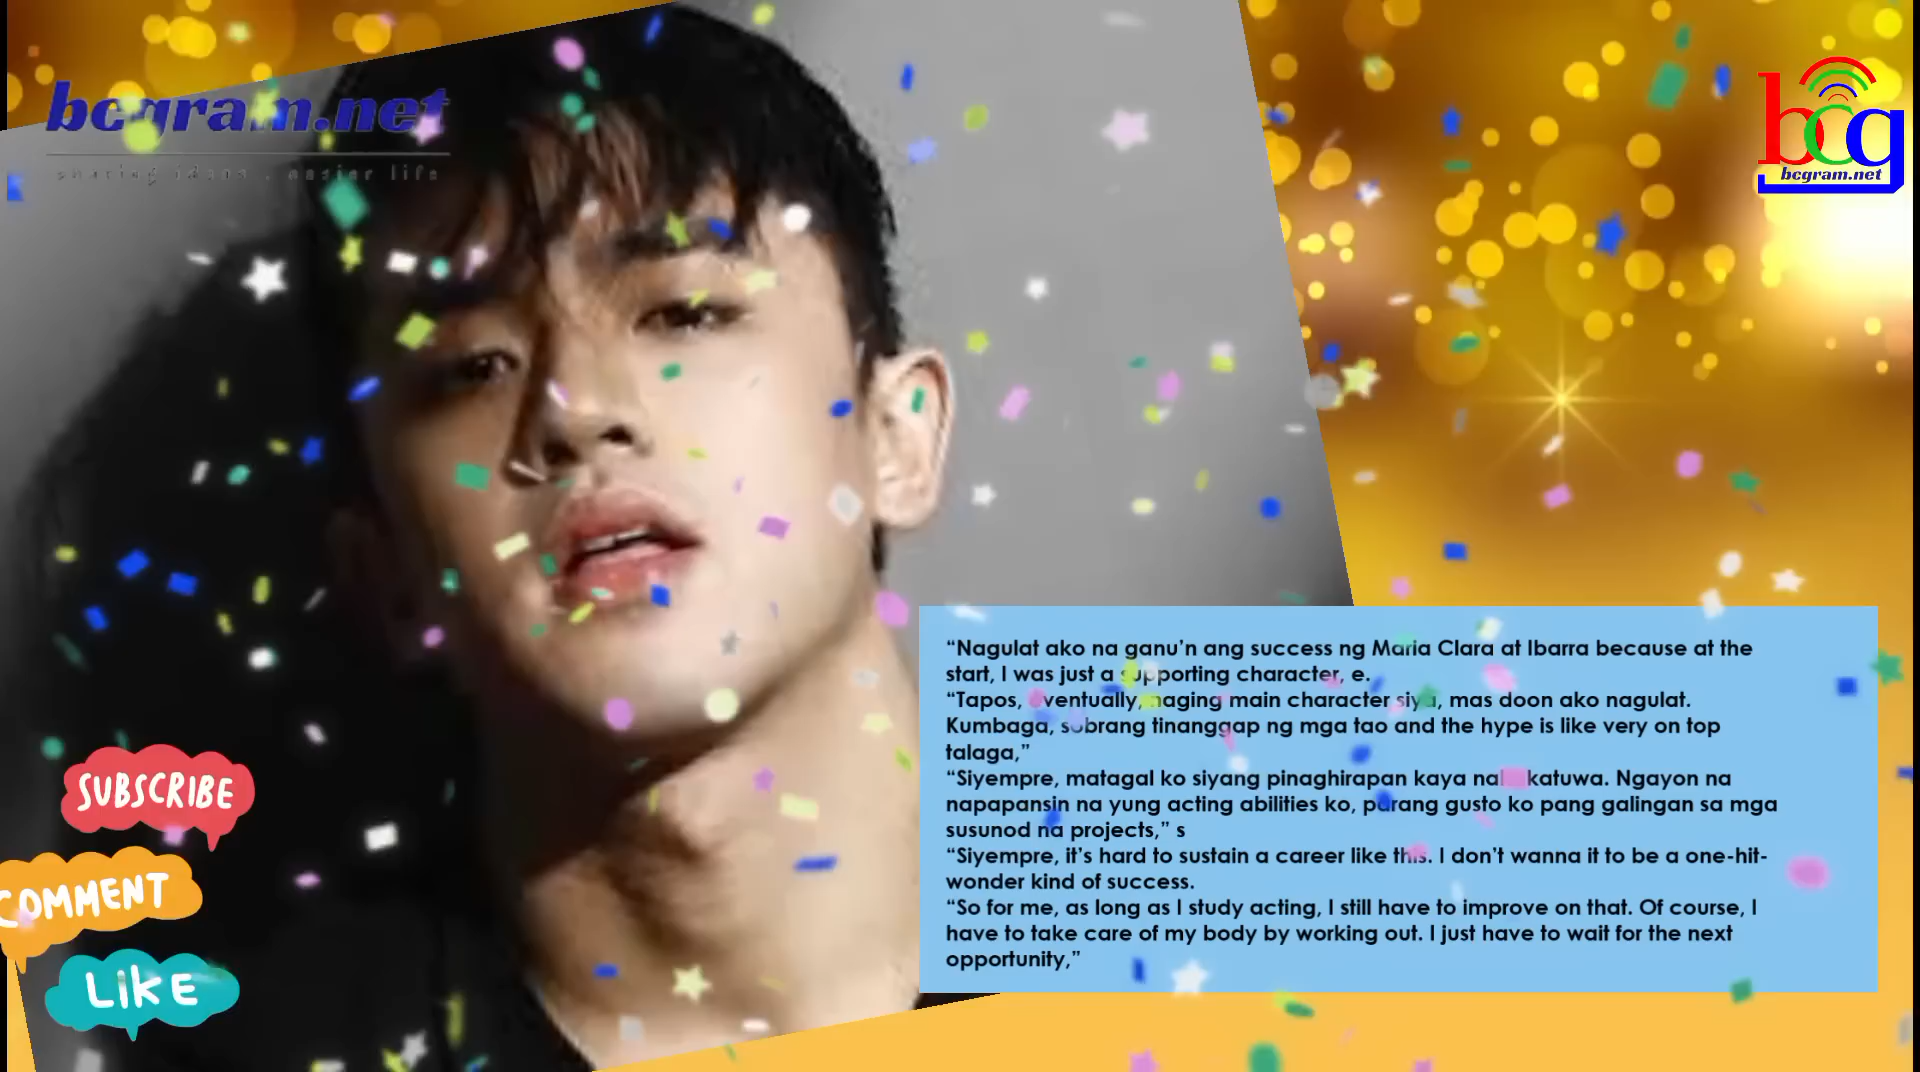 bcgram.net
sharing ideas . easier life
bcg
bcgram.net
“Nagulat ako na ganu’n ang success ng Maria Clara at Ibarra because at the
start, I was just a supporting character, e.
“Tapos, eventually, naging main character siya, mas doon ako nagulat.
Kumbaga, sobrang tinanggap ng mga tao and the hype is like very on top
talaga,”
“Siyempre, matagal ko siyang pinaghirapan kaya nakakatuwa. Ngayon na
napapansin na yung acting abilities ko, parang gusto ko pang galingan sa mga
susunod na projects,” s
“Siyempre, it’s hard to sustain a career like this. I don’t wanna it to be a one-hit-
wonder kind of success.
“So for me, as long as I study acting, I still have to improve on that. Of course, I
have to take care of my body by working out. I just have to wait for the next
opportunity,”
SUBSCRIBE
COMMENT
LIKE